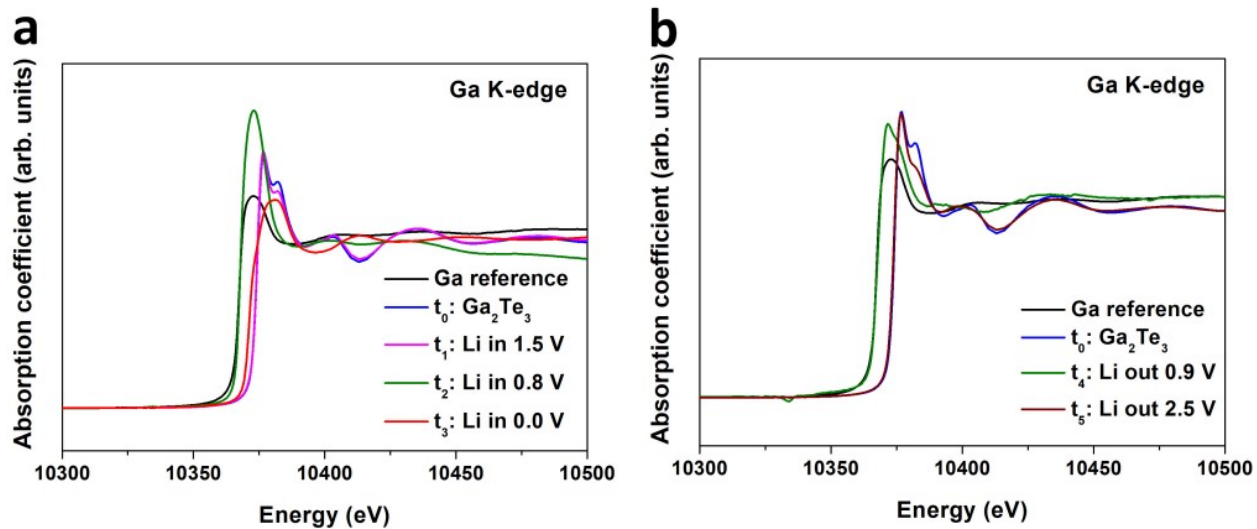 a
Ga K-edge
Absorption coefficient (arb. units)
Ga reference
t₀: Ga₂Te₃
t₁: Li in 1.5 V
t₂: Li in 0.8 V
t₃: Li in 0.0 V
10300 10350 10400 10450 10500
Energy (eV)
b
Ga K-edge
Absorption coefficient (arb. units)
Ga reference
t₀: Ga₂Te₃
t₄: Li out 0.9 V
t₅: Li out 2.5 V
10300 10350 10400 10450 10500
Energy (eV)